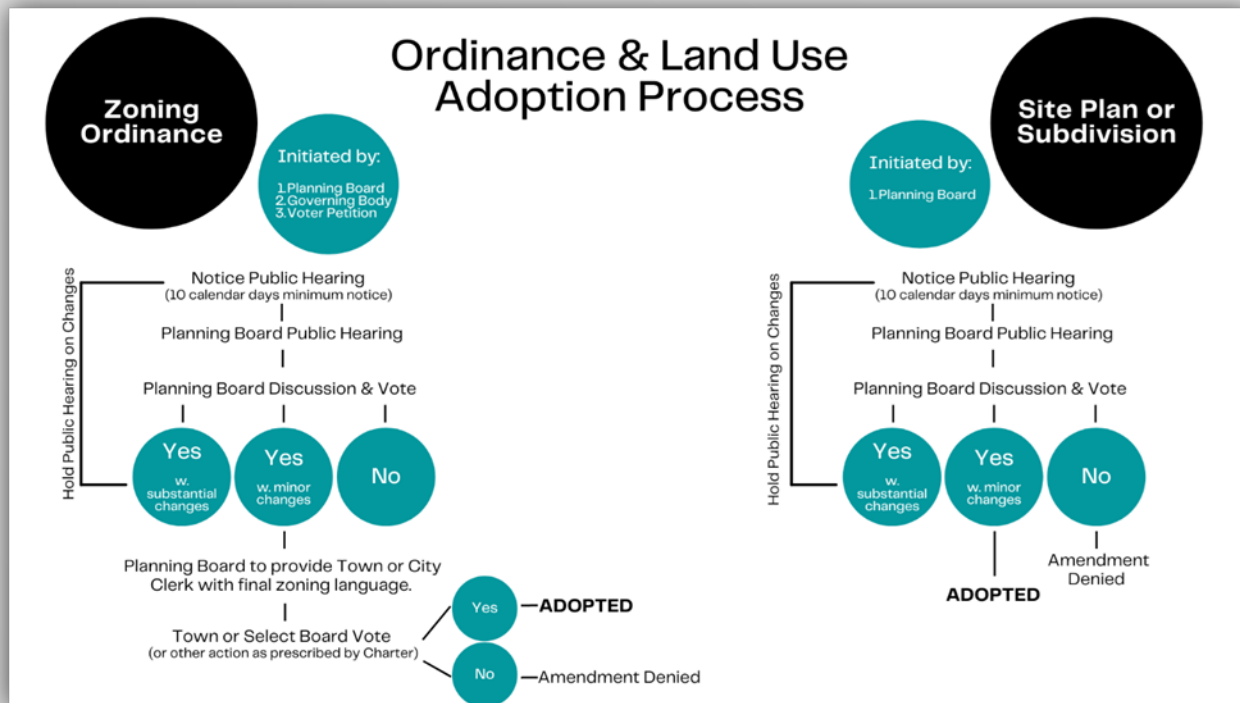 Ordinance & Land Use
Adoption Process
Zoning
Ordinance
Initiated by:
1.Planning Board
2.Governing Body
3.Voter Petition
Hold Public Hearing on Changes
Notice Public Hearing
(10 calendar days minimum notice)
Planning Board Public Hearing
Planning Board Discussion & Vote
Yes
w.
substantial
changes
Yes
w. minor
changes
No
Planning Board to provide Town or City
Clerk with final zoning language.
Town or Select Board Vote
(or other action as prescribed by Charter)
Yes
ADOPTED
No
Amendment Denied
Site Plan or
Subdivision
Initiated by:
1.Planning Board
Hold Public Hearing on Changes
Notice Public Hearing
(10 calendar days minimum notice)
Planning Board Public Hearing
Planning Board Discussion & Vote
Yes
w.
substantial
changes
Yes
w. minor
changes
No
ADOPTED
Amendment
Denied